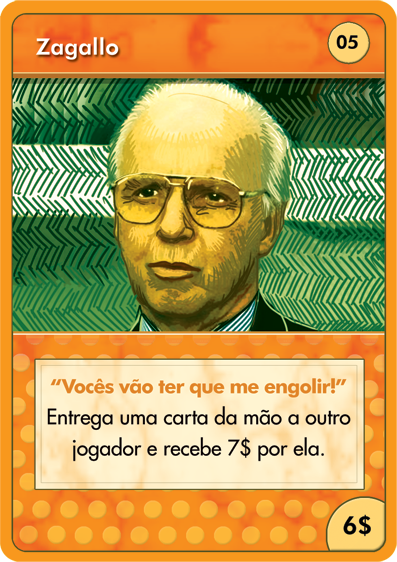 Zagallo
05
“Vocês vão ter que me engolir!”
Entrega uma carta da mão a outro
jogador e recebe 7$ por ela.
6$